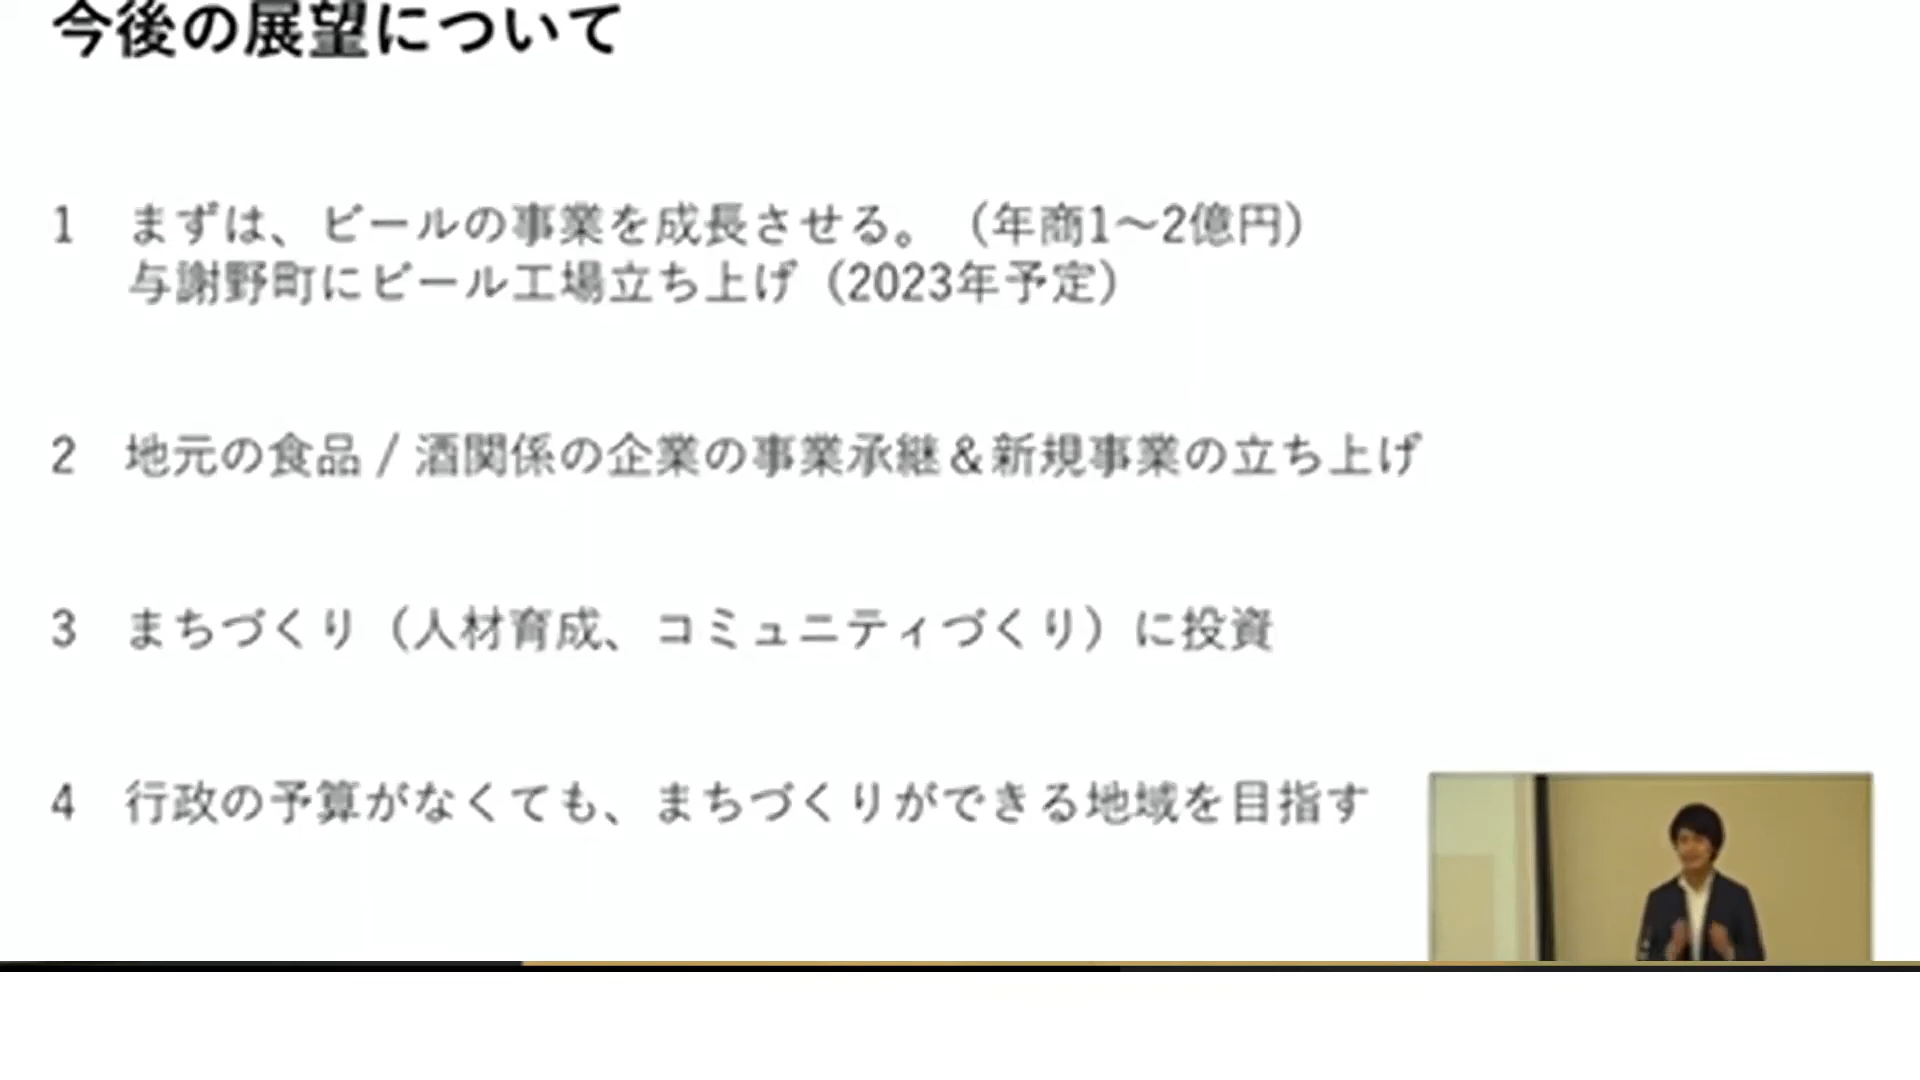 今後の展望について
1 まずは、ビールの事業を成長させる。（年商1～2億円）
与謝野町にビール工場立ち上げ（2023年予定）
2 地元の食品 / 酒関係の企業の事業承継＆新規事業の立ち上げ
3 まちづくり（人材育成、コミュニティづくり）に投資
4 行政の予算がなくても、まちづくりができる地域を目指す